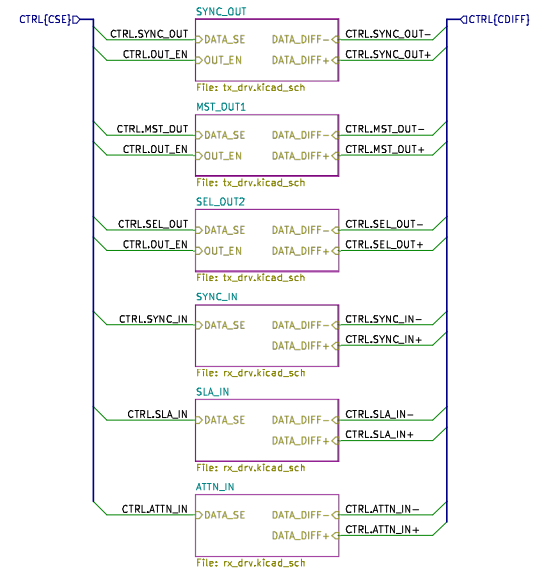 CTRL{CSE} CTRL{CDIFF}
SYNC_OUT
CTRL.SYNC_OUT DATA_SE DATA_DIFF- CTRL.SYNC_OUT-
CTRL.OUT_EN OUT_EN DATA_DIFF+ CTRL.SYNC_OUT+
File: tx_drv.kicad_sch
MST_OUT1
CTRL.MST_OUT DATA_SE DATA_DIFF- CTRL.MST_OUT-
CTRL.OUT_EN OUT_EN DATA_DIFF+ CTRL.MST_OUT+
File: tx_drv.kicad_sch
SEL_OUT2
CTRL.SEL_OUT DATA_SE DATA_DIFF- CTRL.SEL_OUT-
CTRL.OUT_EN OUT_EN DATA_DIFF+ CTRL.SEL_OUT+
File: tx_drv.kicad_sch
SYNC_IN
CTRL.SYNC_IN DATA_SE DATA_DIFF- CTRL.SYNC_IN-
DATA_DIFF+ CTRL.SYNC_IN+
File: rx_drv.kicad_sch
SLA_IN
CTRL.SLA_IN DATA_SE DATA_DIFF- CTRL.SLA_IN-
DATA_DIFF+ CTRL.SLA_IN+
File: rx_drv.kicad_sch
ATTN_IN
CTRL.ATTN_IN DATA_SE DATA_DIFF- CTRL.ATTN_IN-
DATA_DIFF+ CTRL.ATTN_IN+
File: rx_drv.kicad_sch